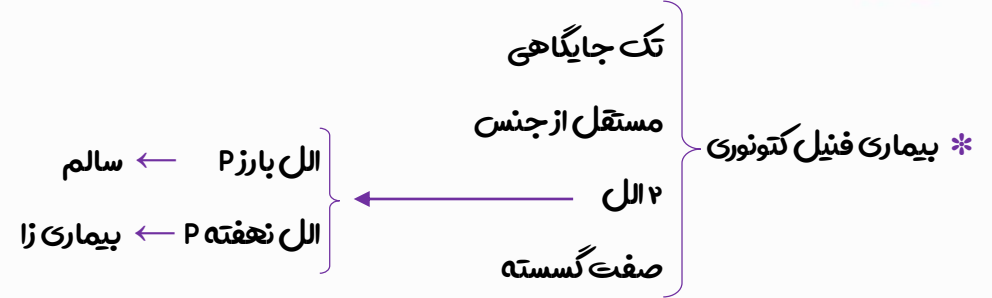 * بیماری فنیل کتونوری
تک جایگاهی
مستقل از جنس
۲ الل
صفت گسسته
الل بارز P ← سالم
الل نهفته P ← بیماری زا